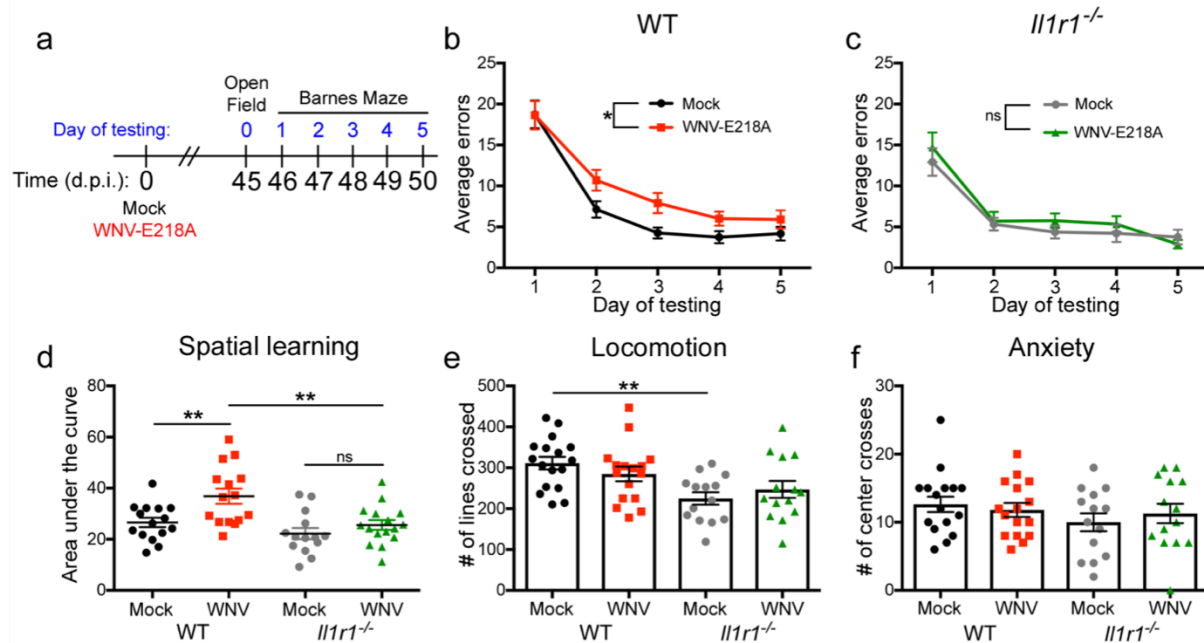 a
Open
Field
Barnes Maze
Day of testing: 0 1 2 3 4 5
Time (d.p.i.): 0 45 46 47 48 49 50
Mock
WNV-E218A
b
WT
Average errors
25
20
15
10
5
0
*
Mock
WNV-E218A
1 2 3 4 5
Day of testing
c
Il1r1-/-
Average errors
25
20
15
10
5
0
ns
Mock
WNV-E218A
1 2 3 4 5
Day of testing
d
Spatial learning
Area under the curve
80
60
40
20
0
**
**
ns
Mock WNV Mock WNV
WT Il1r1-/-
e
Locomotion
# of lines crossed
500
400
300
200
100
0
**
Mock WNV Mock WNV
WT Il1r1-/-
f
Anxiety
# of center crosses
30
20
10
0
Mock WNV Mock WNV
WT Il1r1-/-